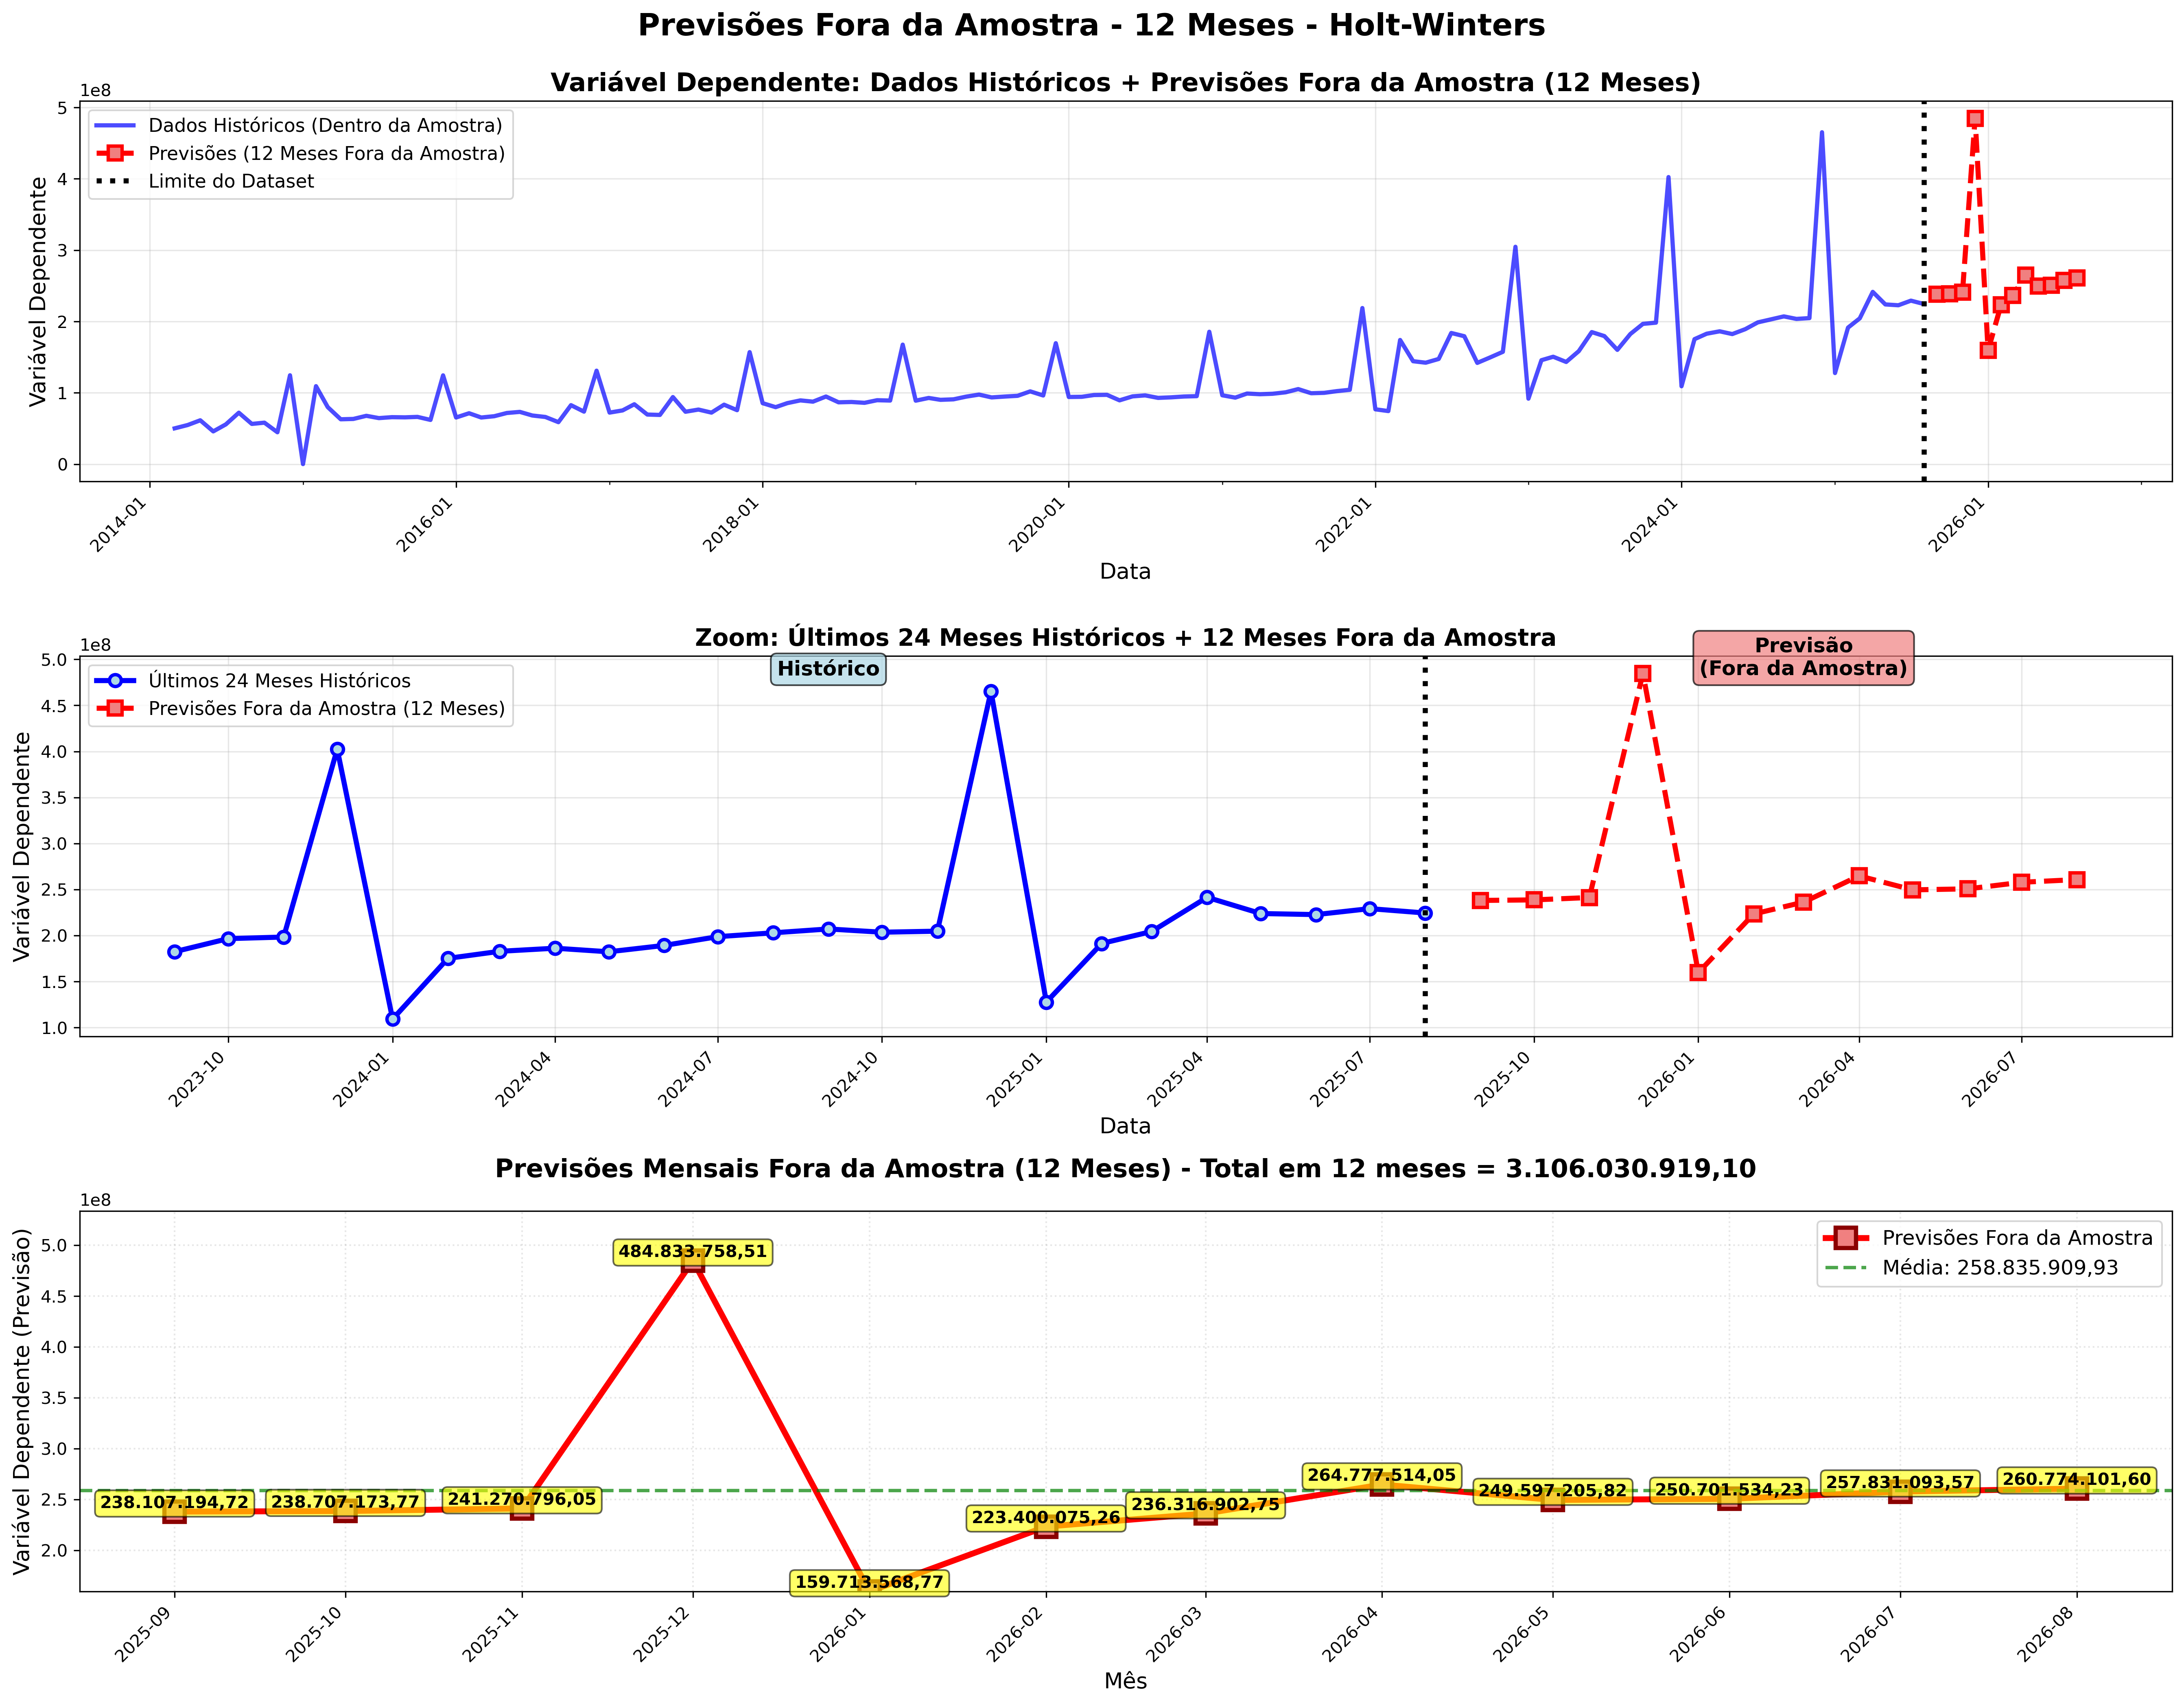 Previsões Fora da Amostra - 12 Meses - Holt-Winters
Variável Dependente: Dados Históricos + Previsões Fora da Amostra (12 Meses)
1e8
Dados Históricos (Dentro da Amostra)
Previsões (12 Meses Fora da Amostra)
Limite do Dataset
Variável Dependente
5
4
3
2
1
0
2014-01
2016-01
2018-01
2020-01
2022-01
2024-01
2026-01
Data
Zoom: Últimos 24 Meses Históricos + 12 Meses Fora da Amostra
1e8
Últimos 24 Meses Históricos
Previsões Fora da Amostra (12 Meses)
Histórico
Previsão
(Fora da Amostra)
Variável Dependente
5.0
4.5
4.0
3.5
3.0
2.5
2.0
1.5
1.0
2023-10
2024-01
2024-04
2024-07
2024-10
2025-01
2025-04
2025-07
2025-10
2026-01
2026-04
2026-07
Data
Previsões Mensais Fora da Amostra (12 Meses) - Total em 12 meses = 3.106.030.919,10
1e8
Previsões Fora da Amostra
Média: 258.835.909,93
Variável Dependente (Previsão)
5.0
4.5
4.0
3.5
3.0
2.5
2.0
238.107.194,72
238.707.173,77
241.270.796,05
484.833.758,51
159.713.568,77
223.400.075,26
236.316.902,75
264.777.514,05
249.597.205,82
250.701.534,23
257.831.093,57
260.774.101,60
2025-09
2025-10
2025-11
2025-12
2026-01
2026-02
2026-03
2026-04
2026-05
2026-06
2026-07
2026-08
Mês